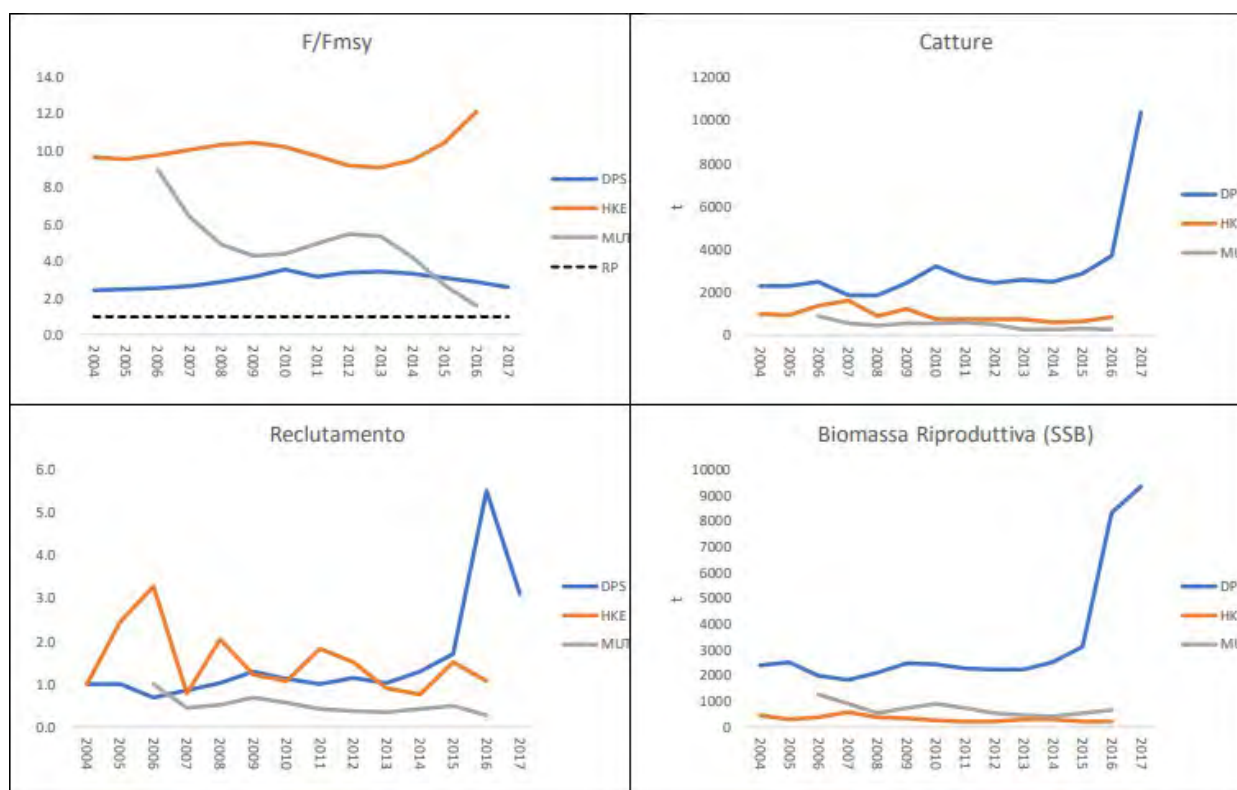 F/Fmsy
14.0
12.0
10.0
8.0
6.0
4.0
2.0
0.0
2004 2005 2006 2007 2008 2009 2010 2011 2012 2013 2014 2015 2016 2017
DPS
HKE
MUT
RP
Catture
12000
10000
8000
6000
4000
2000
0
t
2004 2005 2006 2007 2008 2009 2010 2011 2012 2013 2014 2015 2016 2017
DP
HK
MU
Reclutamento
6.0
5.0
4.0
3.0
2.0
1.0
0.0
2004 2005 2006 2007 2008 2009 2010 2011 2012 2013 2014 2015 2016 2017
DPS
HKE
MUT
Biomassa Riproduttiva (SSB)
10000
9000
8000
7000
6000
5000
4000
3000
2000
1000
0
t
2004 2005 2006 2007 2008 2009 2010 2011 2012 2013 2014 2015 2016 2017
DP
HK
MU